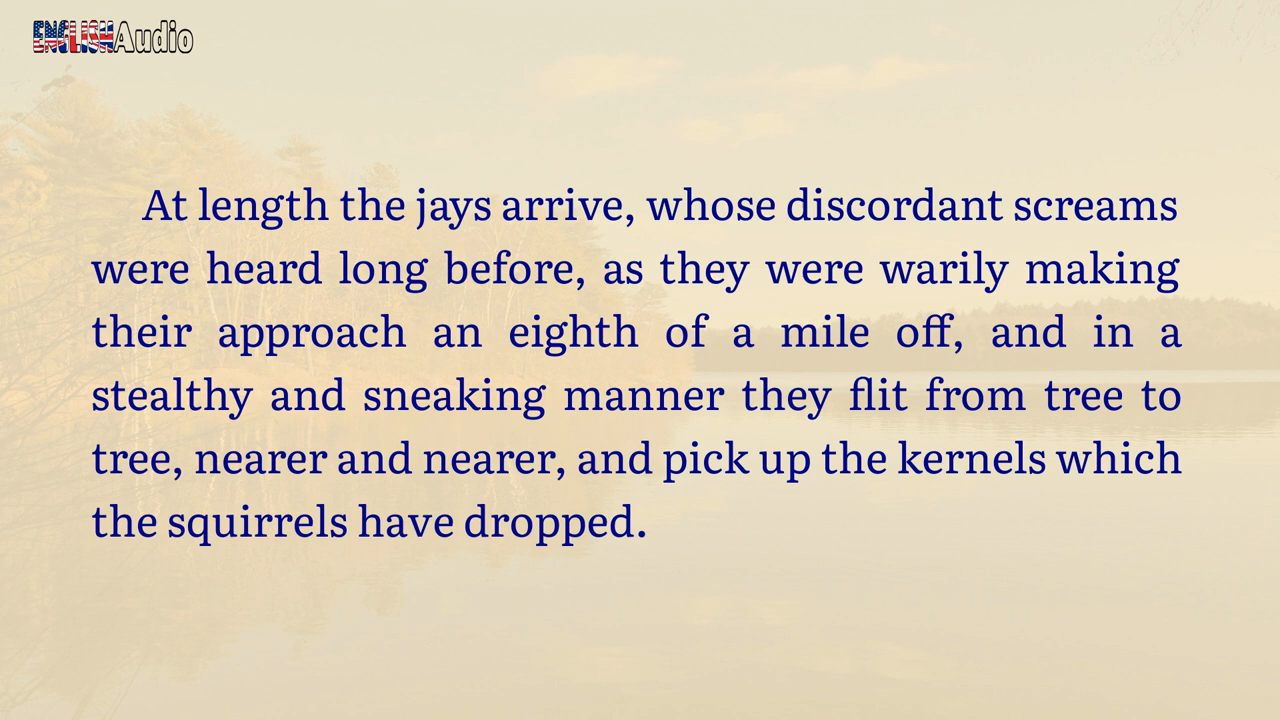 ENGLISHAudio
At length the jays arrive, whose discordant screams
were heard long before, as they were warily making
their approach an eighth of a mile off, and in a
stealthy and sneaking manner they flit from tree to
tree, nearer and nearer, and pick up the kernels which
the squirrels have dropped.